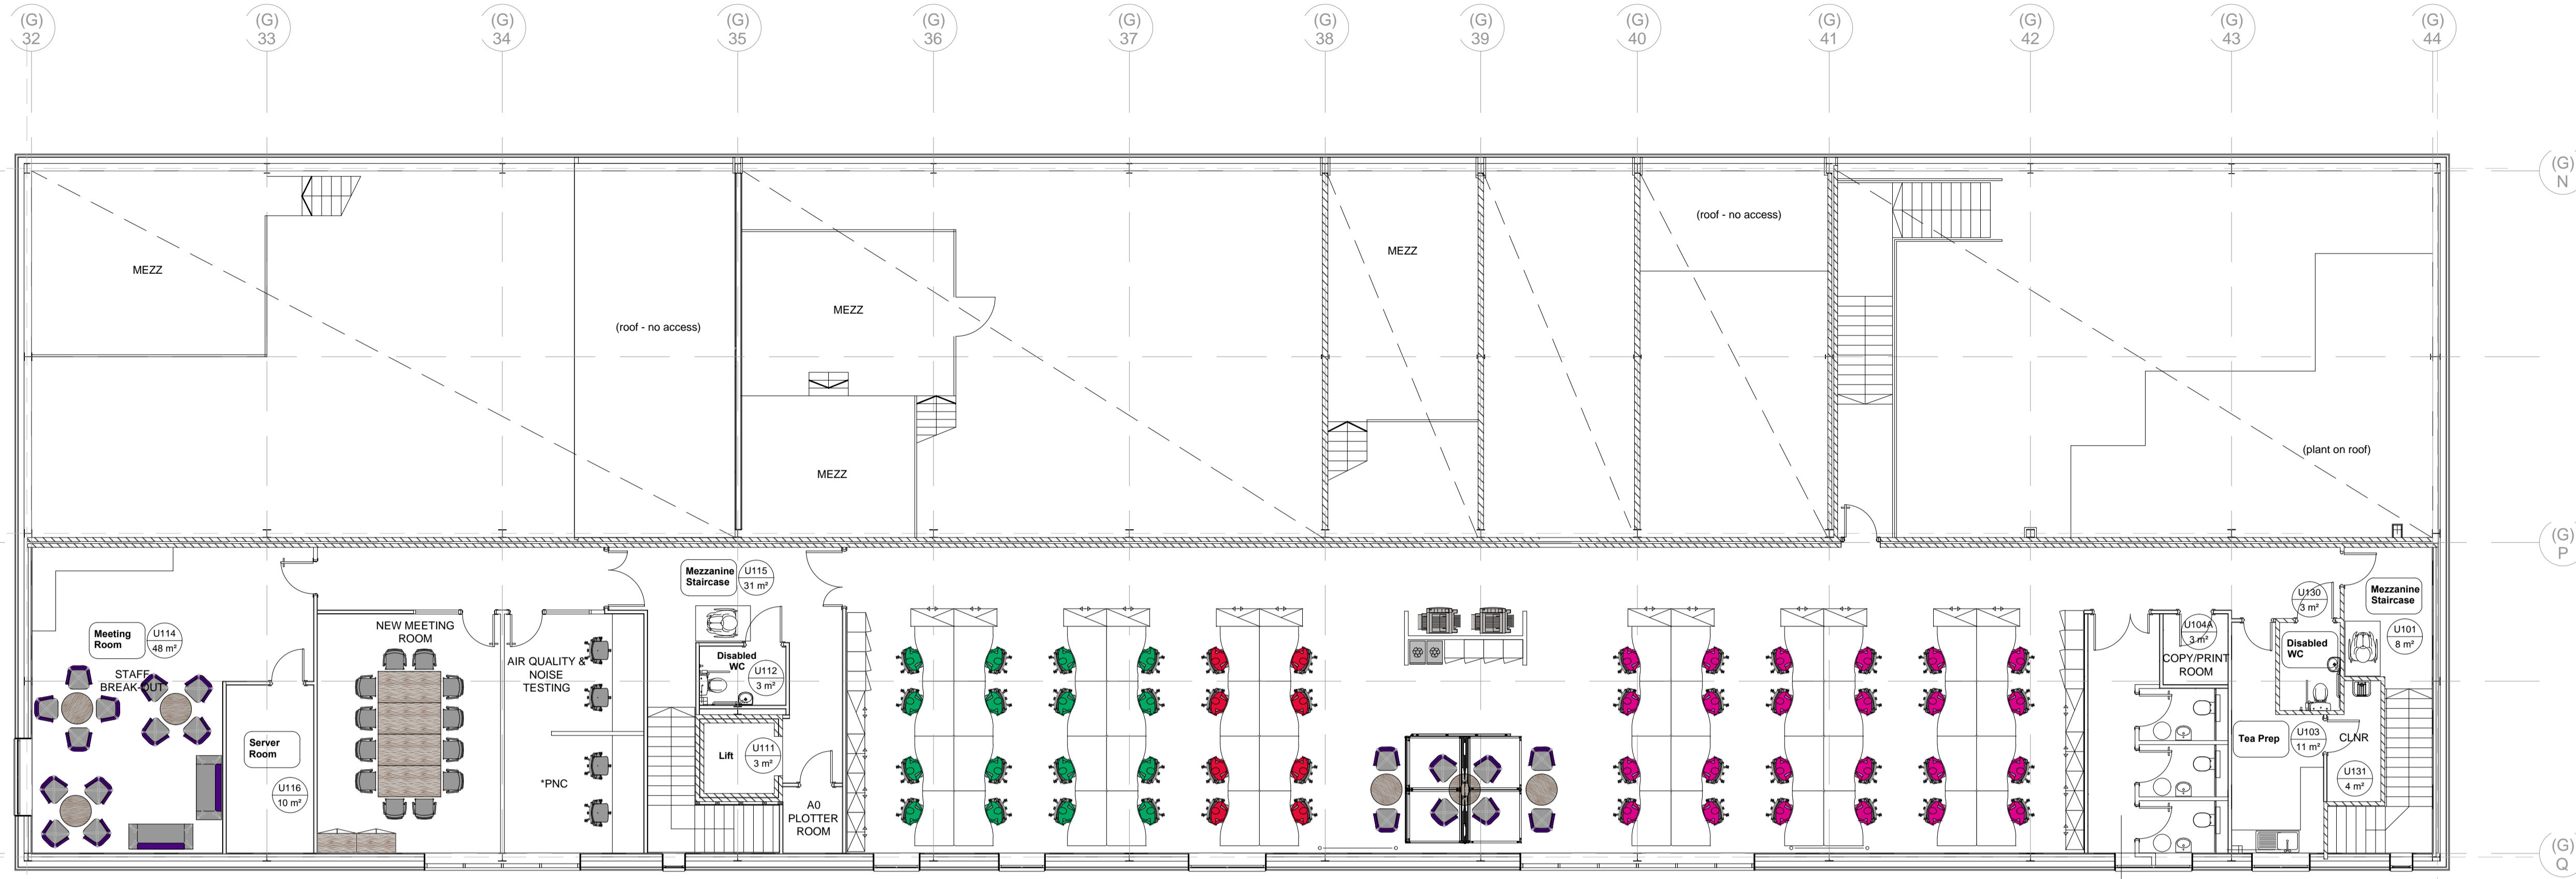 (G)
32
(G)
33
(G)
34
(G)
35
(G)
36
(G)
37
(G)
38
(G)
39
(G)
40
(G)
41
(G)
42
(G)
43
(G)
44
(G)
N
(roof - no access)
MEZZ
MEZZ
MEZZ
(roof - no access)
(plant on roof)
MEZZ
(G)
P
Mezzanine
Staircase
U115
31 m²
U130
3 m²
Mezzanine
Staircase
U101
8 m²
Meeting
Room
U114
48 m²
STAFF
BREAK-OUT
NEW MEETING
ROOM
AIR QUALITY &
NOISE
TESTING
Disabled
WC
U112
3 m²
U104A
3 m²
COPY/PRINT
ROOM
Disabled
WC
Server
Room
U116
10 m²
*PNC
Lift
U111
3 m²
A0
PLOTTER
ROOM
Tea Prep
U103
11 m²
CLNR
U131
4 m²
(G)
Q